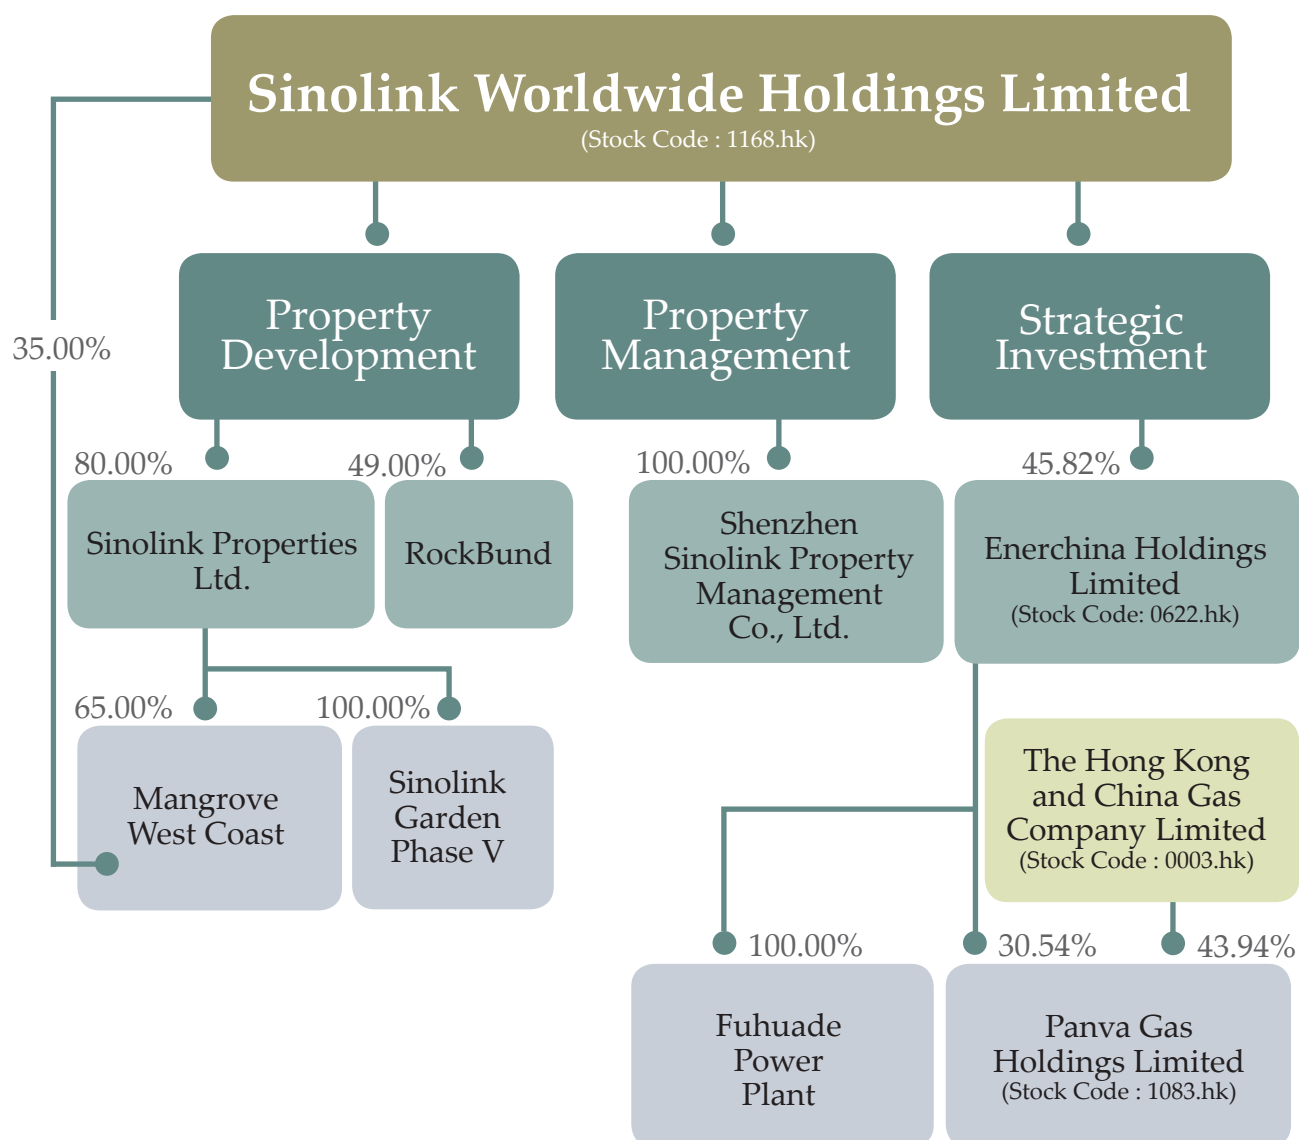 Sinolink Worldwide Holdings Limited
(Stock Code : 1168.hk)
35.00%
Property
Development
Property
Management
Strategic
Investment
80.00%
49.00%
100.00%
45.82%
Sinolink Properties
Ltd.
RockBund
Shenzhen
Sinolink Property
Management
Co., Ltd.
Enerchina Holdings
Limited
(Stock Code: 0622.hk)
65.00%
100.00%
Mangrove
West Coast
Sinolink
Garden
Phase V
The Hong Kong
and China Gas
Company Limited
(Stock Code : 0003.hk)
100.00%
30.54%
43.94%
Fuhuade
Power
Plant
Panva Gas
Holdings Limited
(Stock Code : 1083.hk)